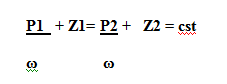 P1 + Z1= P2 + Z2 = cst
ω ω